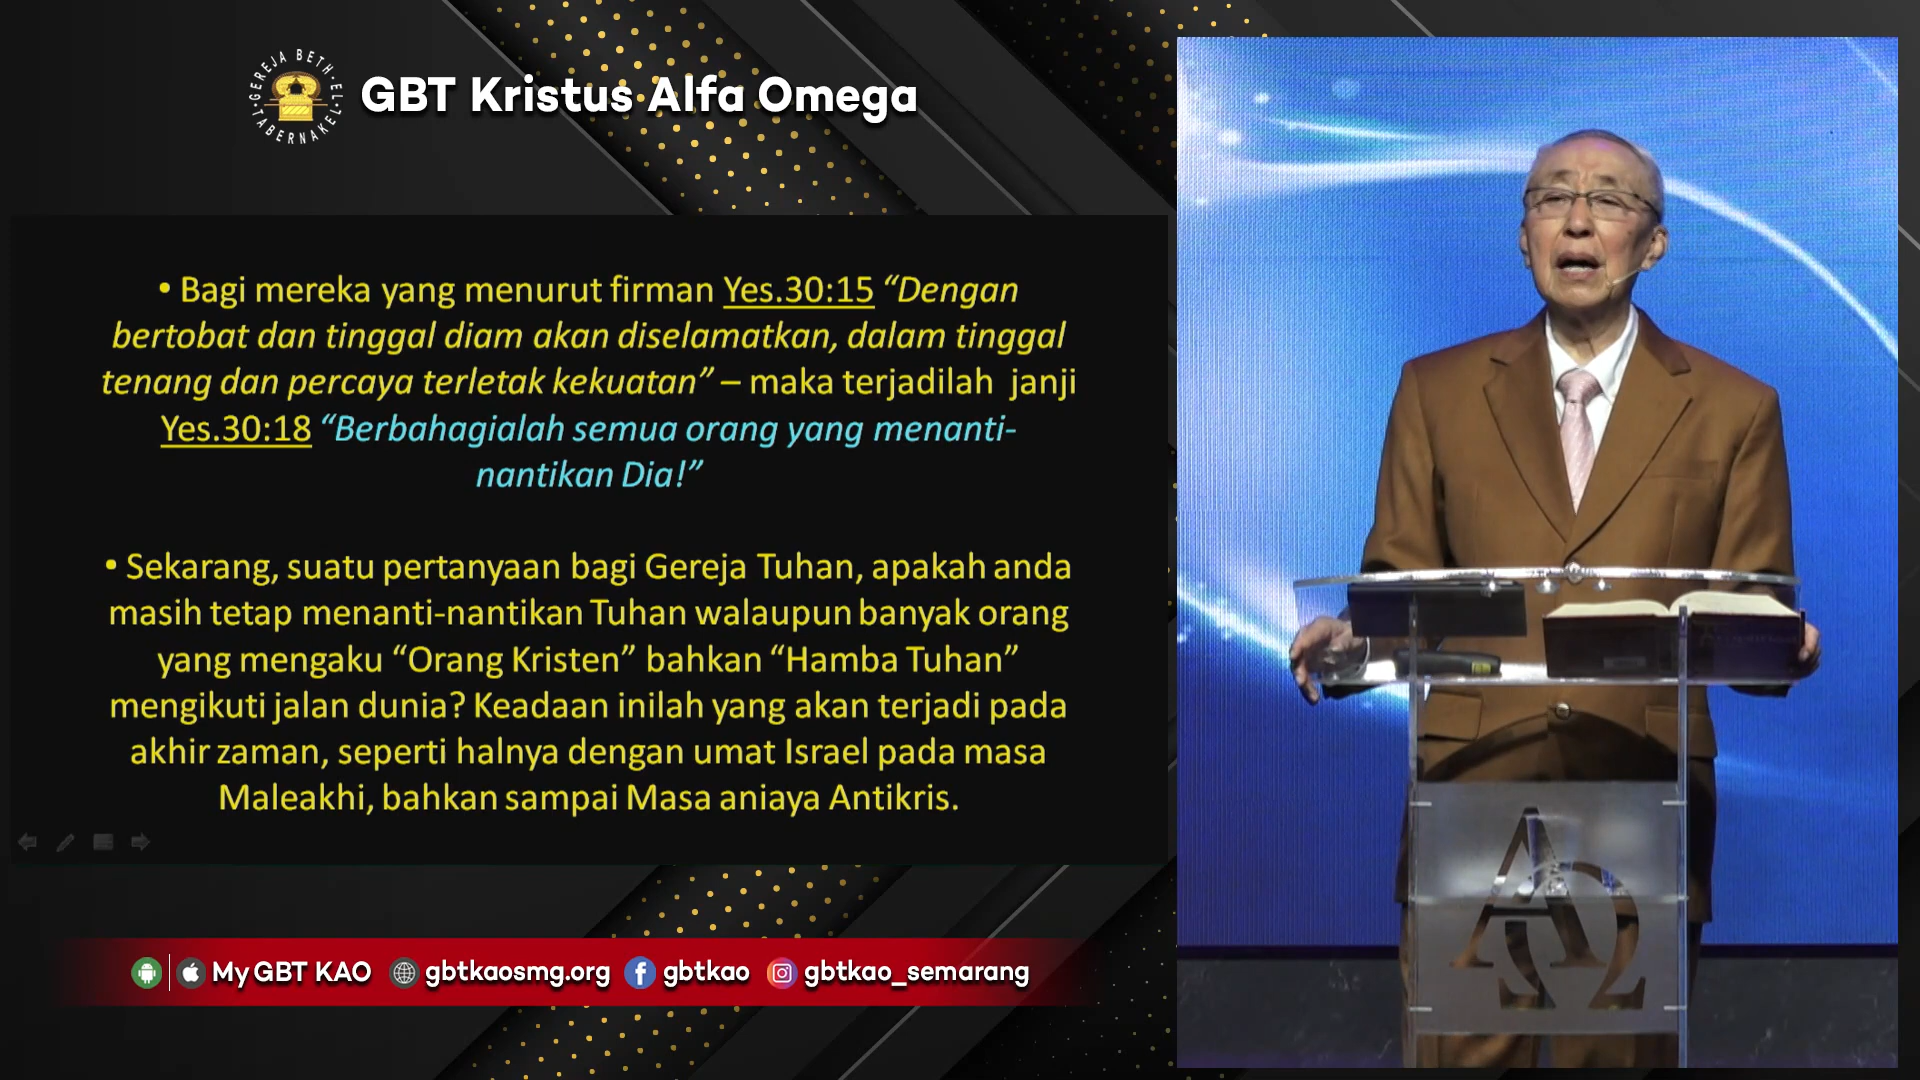 GEREJA BETH-EL TABERNAKEL
GBT Kristus Alfa Omega
• Bagi mereka yang menurut firman Yes.30:15 “Dengan
bertobat dan tinggal diam akan diselamatkan, dalam tinggal
tenang dan percaya terletak kekuatan” – maka terjadilah janji
Yes.30:18 “Berbahagialah semua orang yang menanti-
nantikan Dia!”
• Sekarang, suatu pertanyaan bagi Gereja Tuhan, apakah anda
masih tetap menanti-nantikan Tuhan walaupun banyak orang
yang mengaku “Orang Kristen” bahkan “Hamba Tuhan”
mengikuti jalan dunia? Keadaan inilah yang akan terjadi pada
akhir zaman, seperti halnya dengan umat Israel pada masa
Maleakhi, bahkan sampai Masa aniaya Antikris.
My GBT KAO gbtkaosmg.org gbtkao gbtkao_semarang
ΑΩ